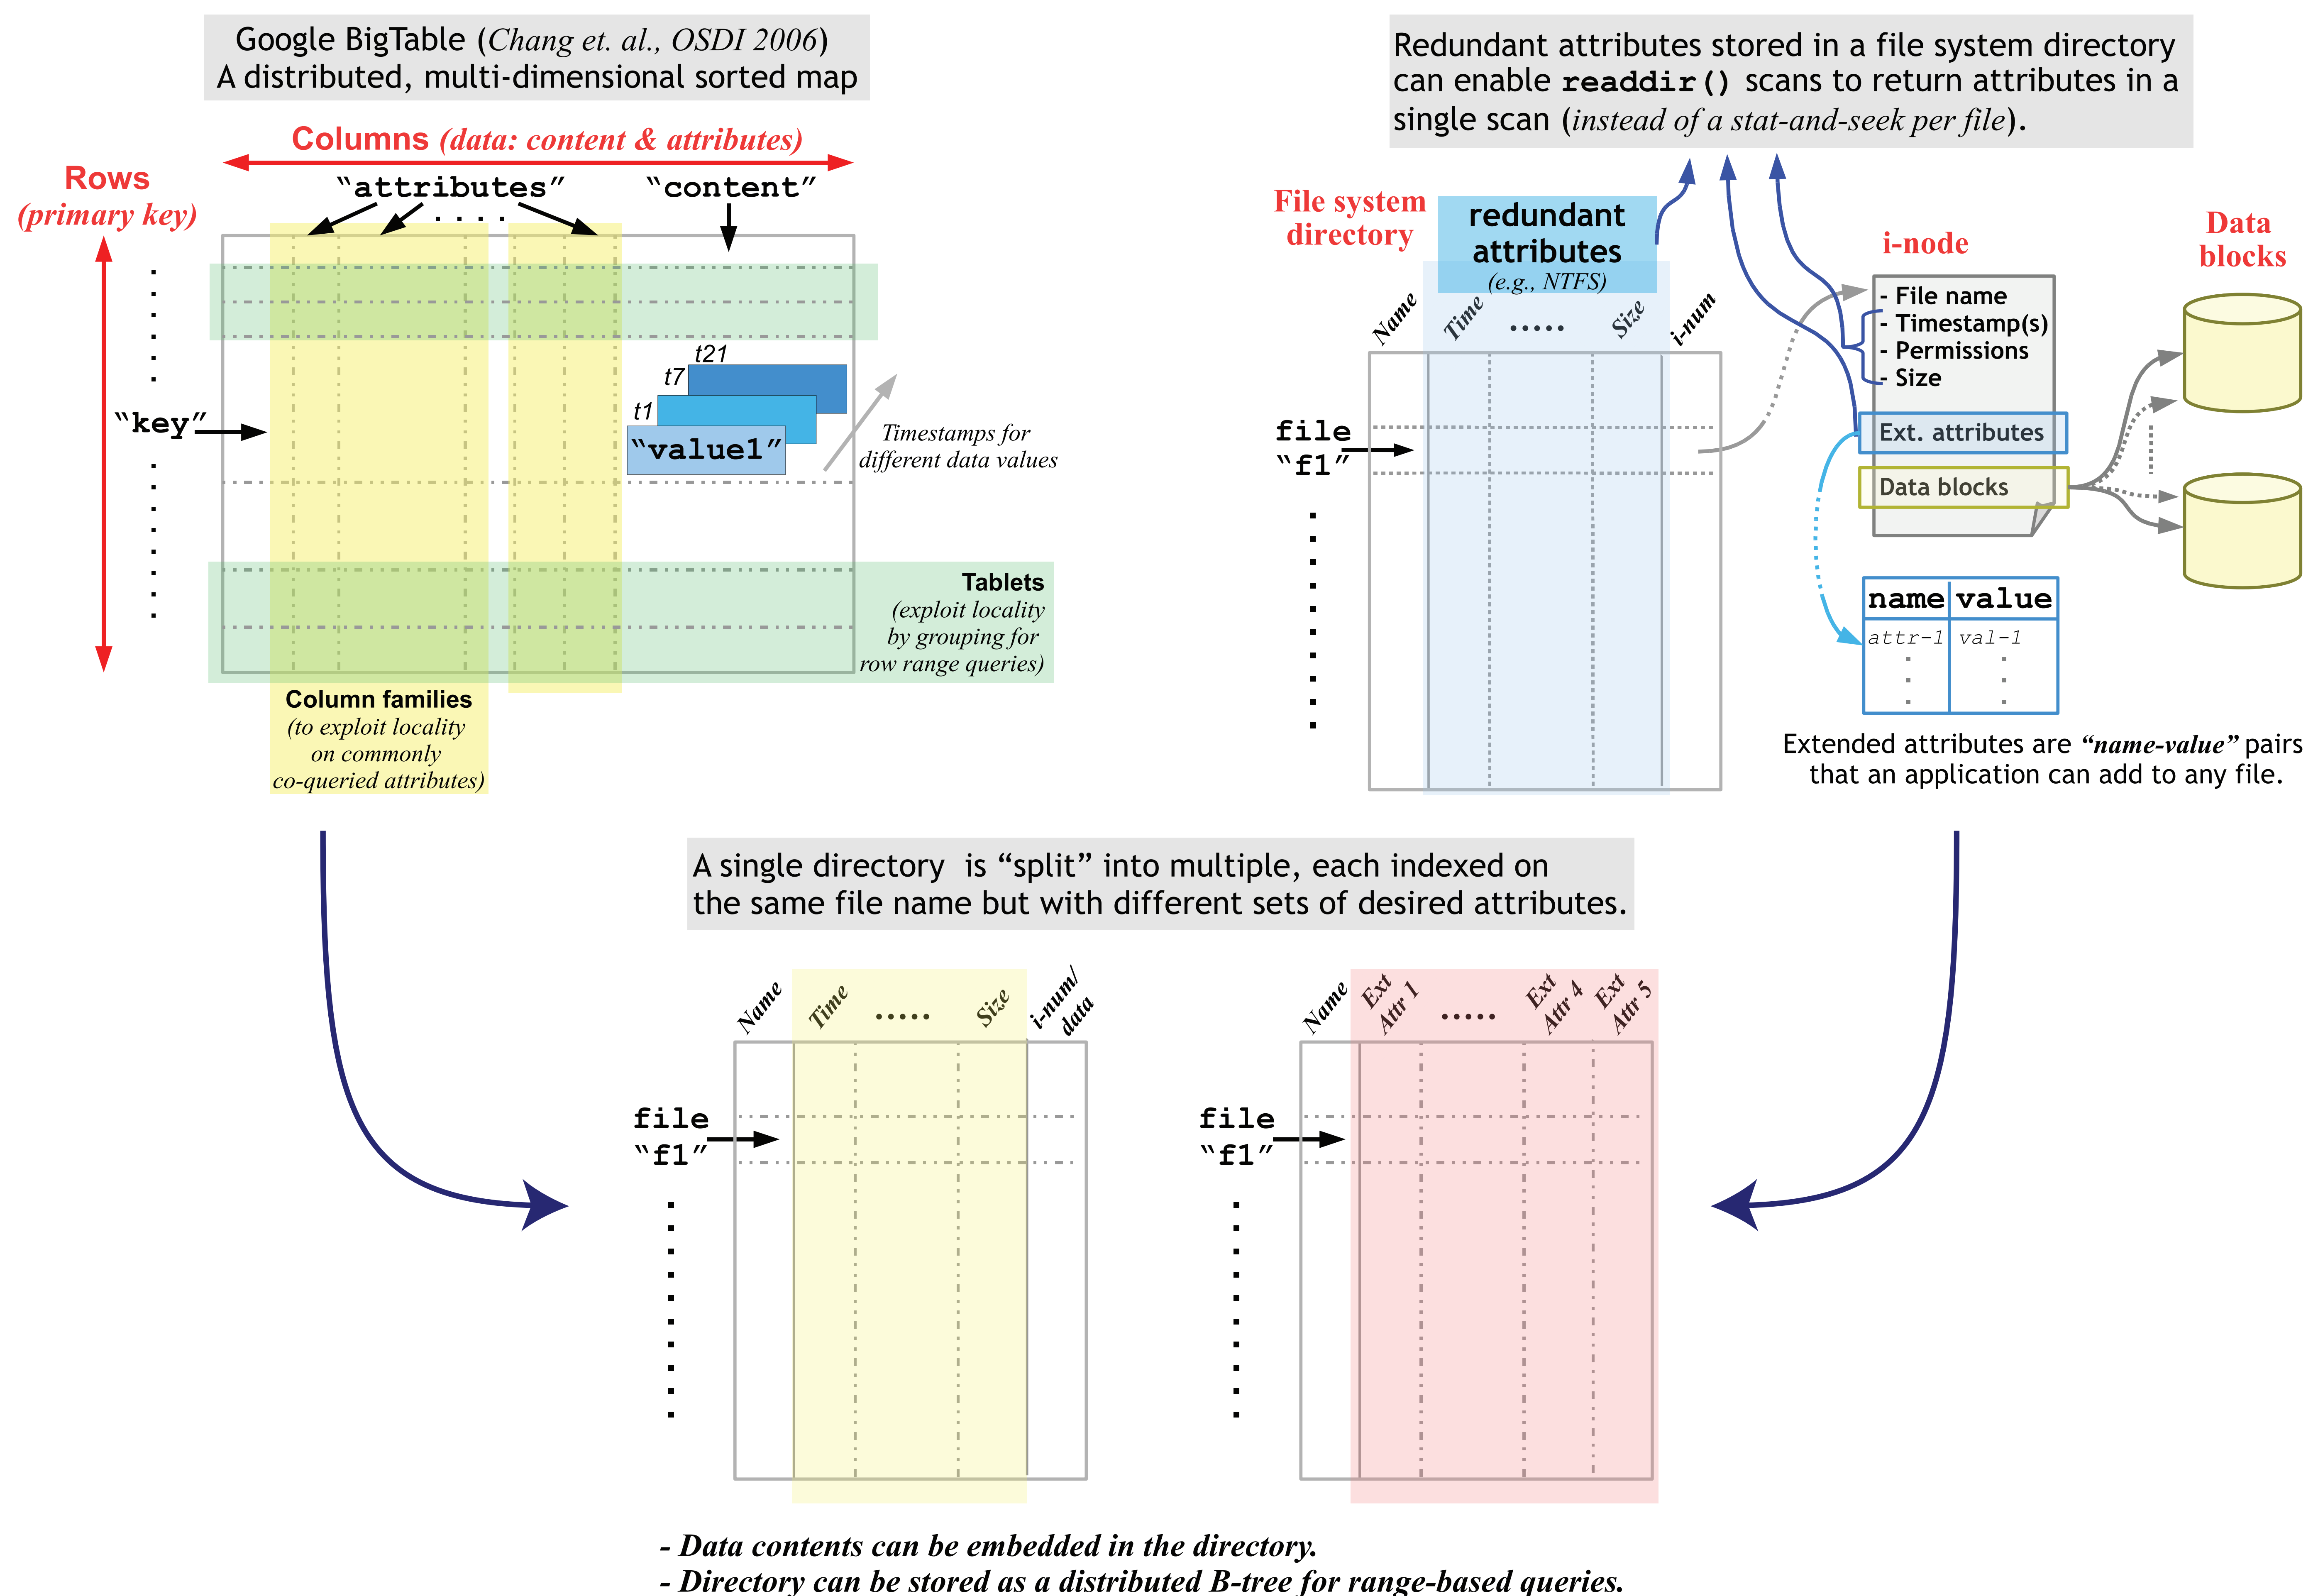 Google BigTable (Chang et. al., OSDI 2006)
A distributed, multi-dimensional sorted map
Columns (data: content & attributes)
Rows
(primary key)
“attributes”
“content”
. . . .
t21
t7
t1
“key”
“value1”
Timestamps for
different data values
Tablets
(exploit locality
by grouping for
row range queries)
Column families
(to exploit locality
on commonly
co-queried attributes)
Redundant attributes stored in a file system directory
can enable readdir() scans to return attributes in a
single scan (instead of a stat-and-seek per file).
File system
directory
redundant
attributes
(e.g., NTFS)
Name
Time
.....
Size
i-num
file
“f1”
i-node
- File name
- Timestamp(s)
- Permissions
- Size
Ext. attributes
Data blocks
Data
blocks
name value
attr-1 val-1
Extended attributes are “name-value” pairs
that an application can add to any file.
A single directory is “split” into multiple, each indexed on
the same file name but with different sets of desired attributes.
Name
Time
.....
Size
i-num/
data
file
“f1”
Name
Ext
Attr 1
.....
Ext
Attr 4
Ext
Attr 5
file
“f1”
- Data contents can be embedded in the directory.
- Directory can be stored as a distributed B-tree for range-based queries.